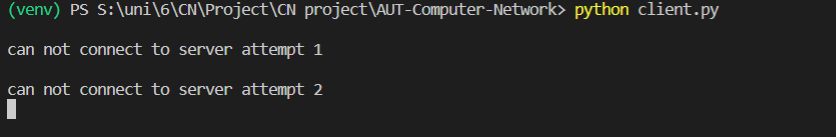 (venv) PS S:\uni\6\CN\Project\CN project\AUT-Computer-Network> python client.py
can not connect to server attempt 1
can not connect to server attempt 2